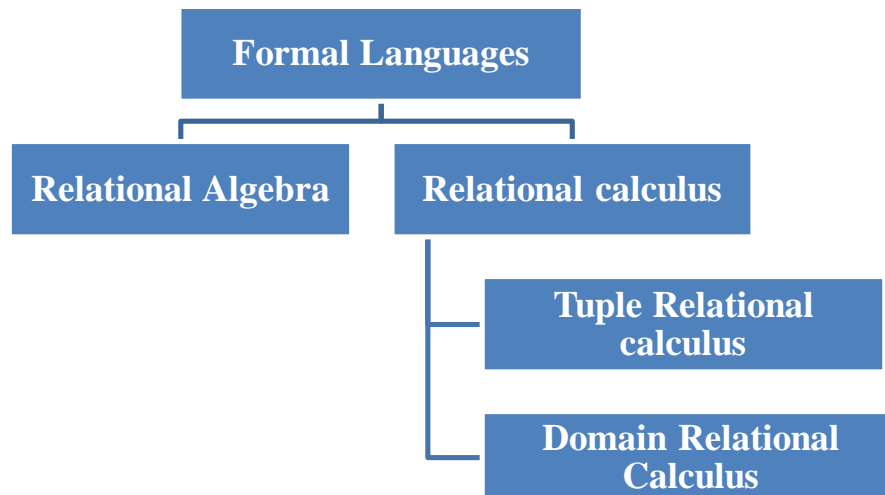 Formal Languages
Relational Algebra
Relational calculus
Tuple Relational
calculus
Domain Relational
Calculus